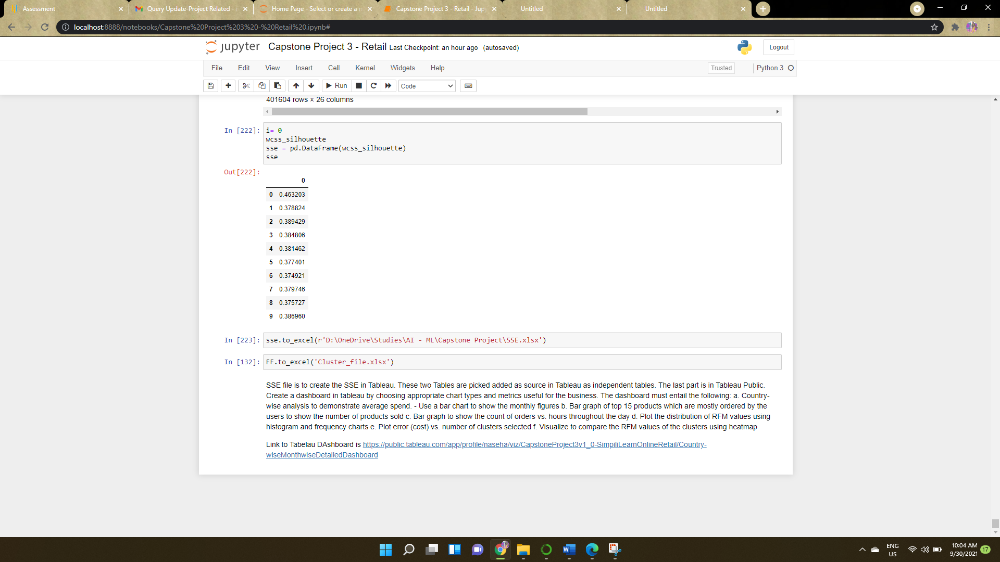 Assessment
Query Update-Project Related -
Home Page - Select or create a n
Capstone Project 3 - Retail - Jup
Untitled
Untitled
localhost:8888/notebooks/Capstone%20Project%203%20-%20Retail%20.ipynb#
jupyter Capstone Project 3 - Retail Last Checkpoint: an hour ago (autosaved)
Logout
File Edit View Insert Cell Kernel Widgets Help
Trusted
Python 3
Run
Code
401604 rows × 26 columns
In [222]:
i= 0
wcss_silhouette
sse = pd.DataFrame(wcss_silhouette)
sse
Out[222]:
0
0 0.463203
1 0.378824
2 0.389429
3 0.384806
4 0.381462
5 0.377401
6 0.374921
7 0.379746
8 0.375727
9 0.386960
In [223]: sse.to_excel(r'D:\OneDrive\Studies\AI - ML\Capstone Project\SSE.xlsx')
In [132]: FF.to_excel('Cluster_file.xlsx')
SSE file is to create the SSE in Tableau. These two Tables are picked added as source in Tableau as independent tables. The last part is in Tableau Public.
Create a dashboard in tableau by choosing appropriate chart types and metrics useful for the business. The dashboard must entail the following: a. Country-
wise analysis to demonstrate average spend. - Use a bar chart to show the monthly figures b. Bar graph of top 15 products which are mostly ordered by the
users to show the number of products sold c. Bar graph to show the count of orders vs. hours throughout the day d. Plot the distribution of RFM values using
histogram and frequency charts e. Plot error (cost) vs. number of clusters selected f. Visualize to compare the RFM values of the clusters using heatmap
Link to Tabelau DAshboard is https://public.tableau.com/app/profile/naseha/viz/CapstoneProject3v1_0-SimpiliLearnOnlineRetail/Country-
wiseMonthwiseDetailedDashboard
ENG
US
10:04 AM
9/30/2021
17